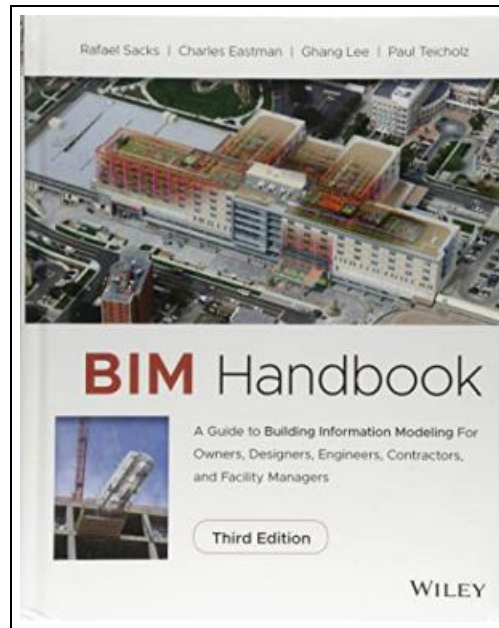 Rafael Sacks | Charles Eastman | Ghang Lee | Paul Teicholz
BIM Handbook
A Guide to Building Information Modeling For
Owners, Designers, Engineers, Contractors,
and Facility Managers
Third Edition
WILEY